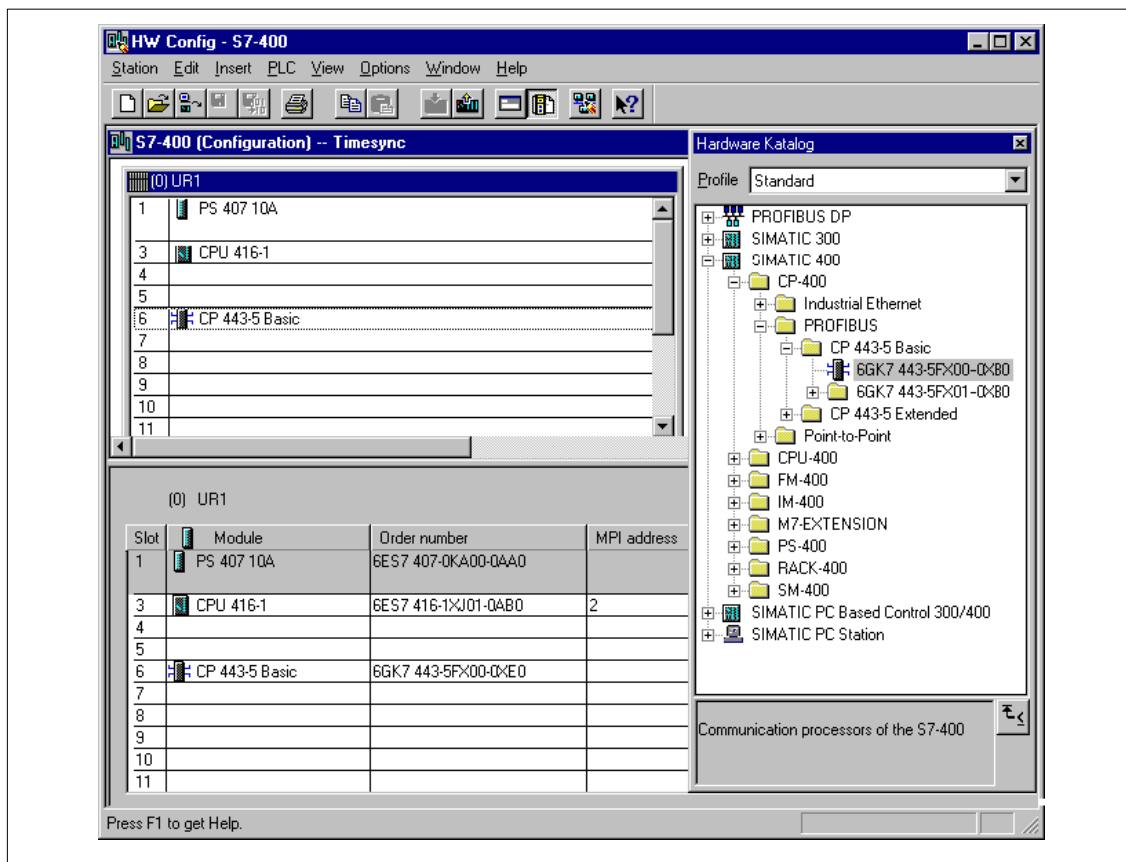 HW Config - S7-400
Station Edit Insert PLC View Options Window Help
S7-400 (Configuration) -- Timesync
(0) UR1
1 PS 407 10A
3 CPU 416-1
4
5
6 CP 443-5 Basic
7
8
9
10
11
(0) UR1
Slot Module Order number MPI address
1 PS 407 10A 6ES7 407-0KA00-0AA0
3 CPU 416-1 6ES7 416-1XJ01-0AB0 2
4
5
6 CP 443-5 Basic 6GK7 443-5FX00-0XE0
7
8
9
10
11
Hardware Katalog
Profile Standard
PROFIBUS DP
SIMATIC 300
SIMATIC 400
CP-400
Industrial Ethernet
PROFIBUS
CP 443-5 Basic
6GK7 443-5FX00-0XB0
6GK7 443-5FX01-0XB0
CP 443-5 Extended
Point-to-Point
CPU-400
FM-400
IM-400
M7-EXTENSION
PS-400
RACK-400
SM-400
SIMATIC PC Based Control 300/400
SIMATIC PC Station
Communication processors of the S7-400
Press F1 to get Help.